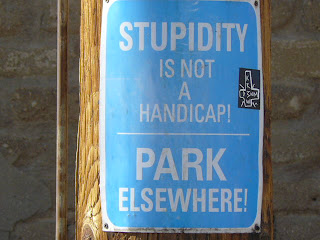 STUPIDITY
IS NOT
A
HANDICAP!
PARK
ELSEWHERE!